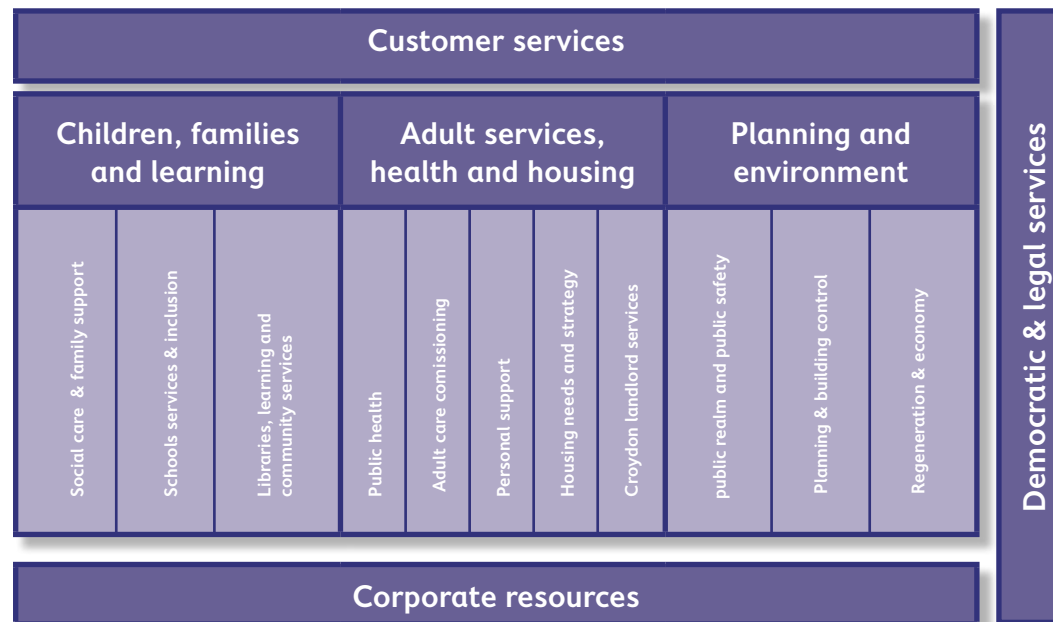 Customer services
Children, families
and learning
Adult services,
health and housing
Planning and
environment
Social care & family support
Schools services & inclusion
Libraries, learning and
community services
Public health
Adult care comissioning
Personal support
Housing needs and strategy
Croydon landlord services
public realm and public safety
Planning & building control
Regeneration & economy
Corporate resources
Democratic & legal services